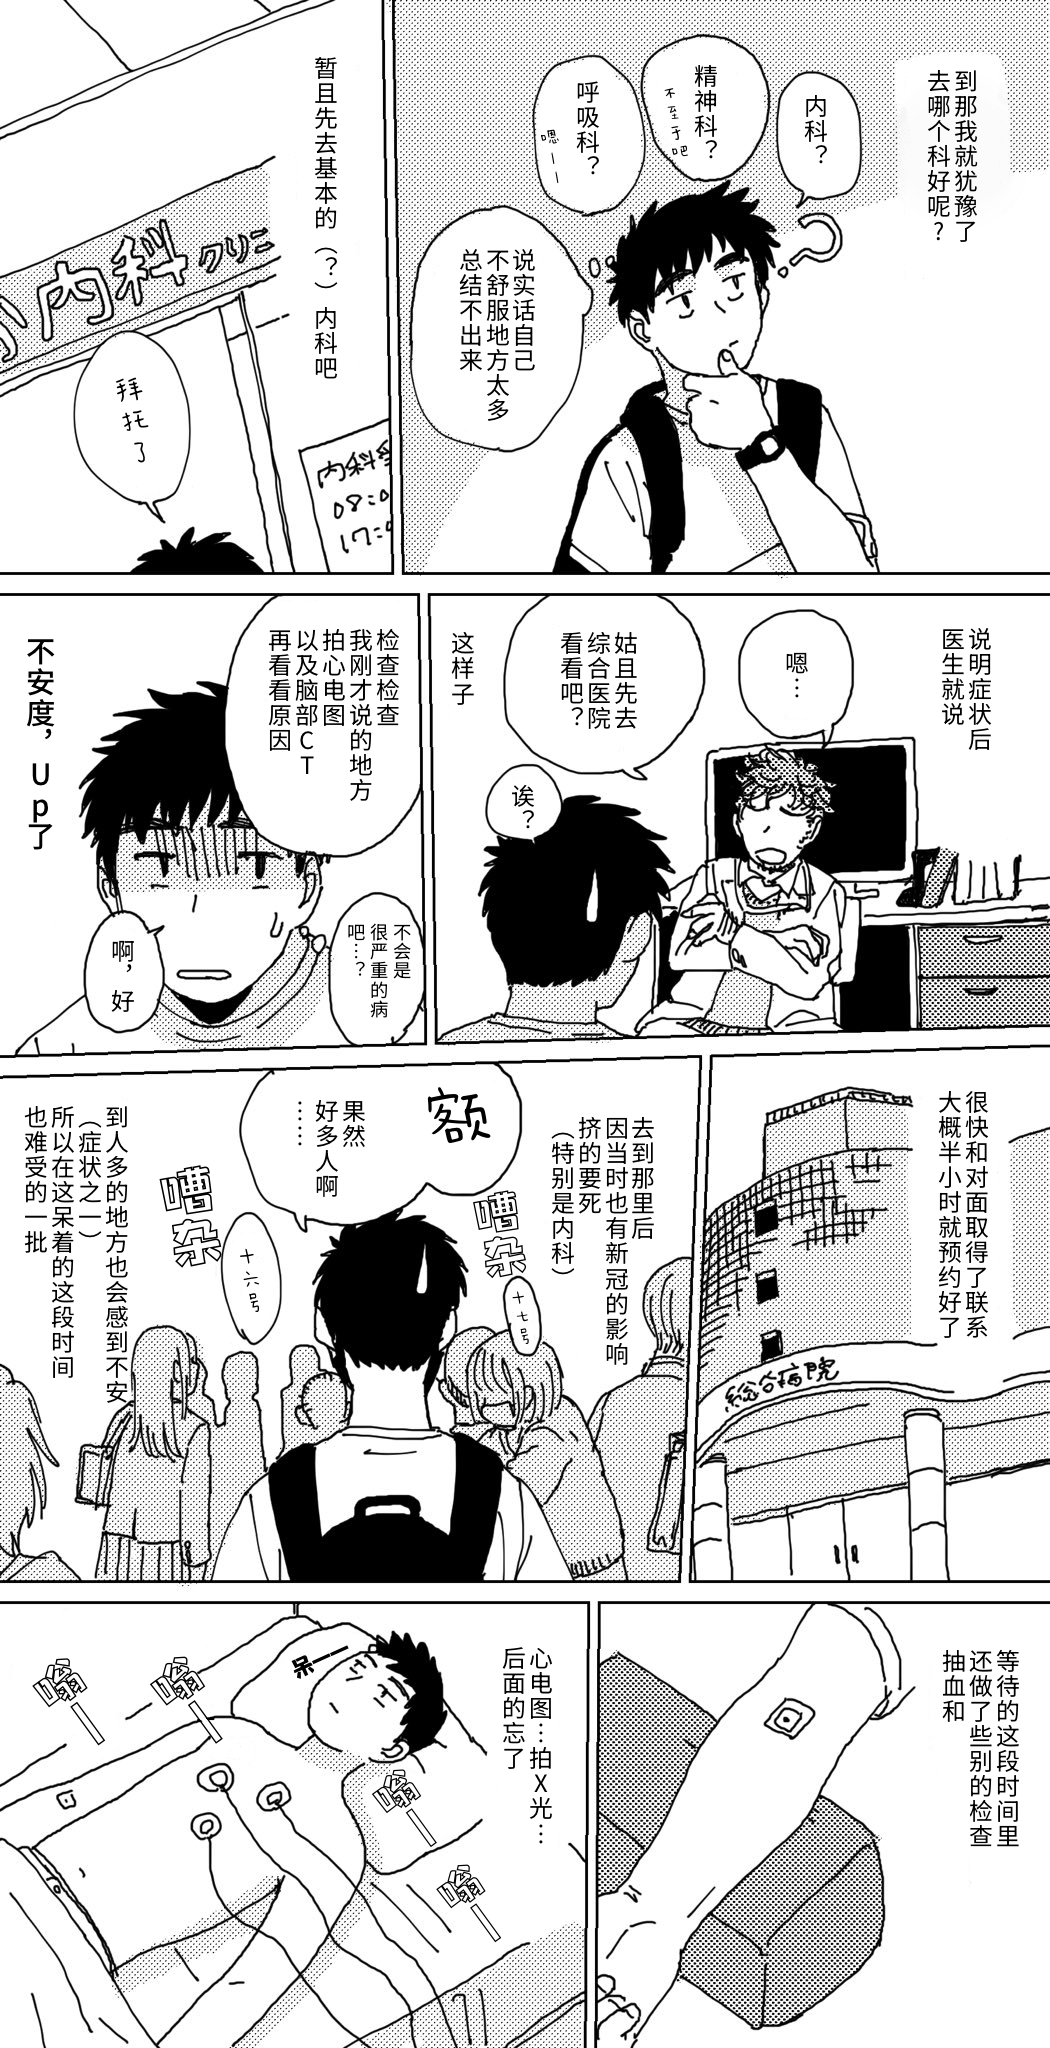 到那我就犹豫了
去哪个科好呢？
内科？
精神科？
不至于吧
呼吸科？
嗯——
说实话自己
不舒服地方太多
总结不出来
暂且先去基本的（？）内科吧
内科クリニ
拜托了
内科
08:0
17:0
说明症状后
医生就说
嗯…
姑且先去
综合医院
看看吧？
诶？
这样子
检查检查
我刚才说的地方
拍心电图
以及脑部CT
再看看原因
不会是
很严重的病
吧…？
啊，好
不安度，Up了
很快和对面取得了联系
大概半小时就预约好了
総合病院
去到那里后
因当时也有新冠的影响
挤的要死
（特别是内科）
额
果然
好多人啊
……
嘈杂
十七号
嘈杂
十六号
到人多的地方也会感到不安
（症状之一）
所以在这呆着的这段时间
也难受的一批
等待的这段时间里
还做了些别的检查
抽血和
心电图…拍X光…
后面的忘了
呆——
嗡—
嗡—
嗡—
嗡—